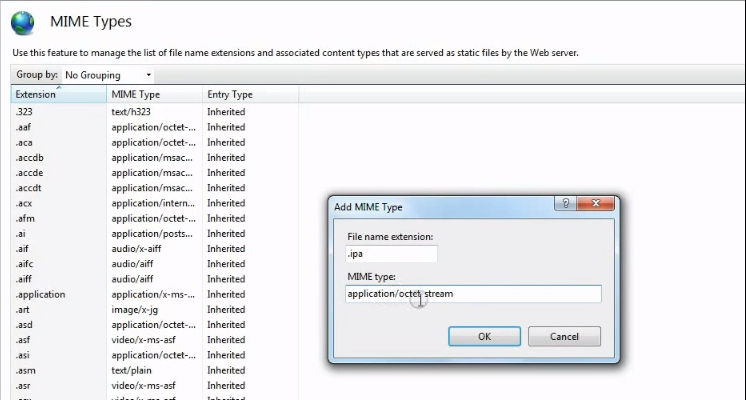 MIME Types
Use this feature to manage the list of file name extensions and associated content types that are served as static files by the Web server.
Group by: No Grouping
Extension MIME Type Entry Type
.323 text/h323 Inherited
.aaf application/octet-... Inherited
.aca application/octet-... Inherited
.accdb application/msac... Inherited
.accde application/msac... Inherited
.accdt application/msac... Inherited
.acx application/intern... Inherited
.afm application/octet-... Inherited
.ai application/posts... Inherited
.aif audio/x-aiff Inherited
.aifc audio/aiff Inherited
.aiff audio/aiff Inherited
.application application/x-ms-... Inherited
.art image/x-jg Inherited
.asd application/octet-... Inherited
.asf video/x-ms-asf Inherited
.asi application/octet-... Inherited
.asm text/plain Inherited
.asr video/x-ms-asf Inherited
Add MIME Type
File name extension:
.ipa
MIME type:
application/octet-stream
OK Cancel